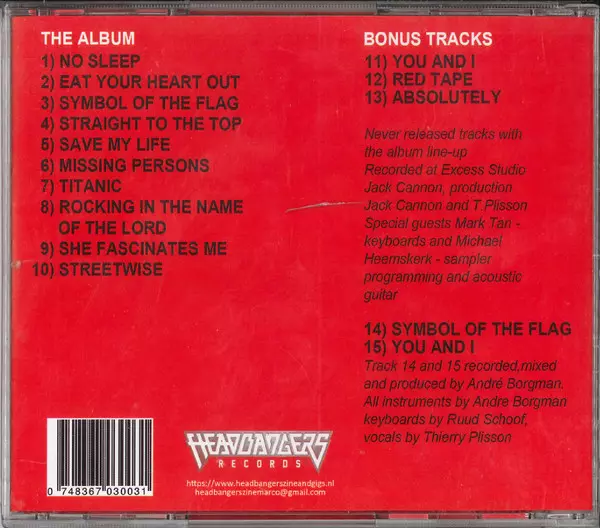 THE ALBUM
1) NO SLEEP
2) EAT YOUR HEART OUT
3) SYMBOL OF THE FLAG
4) STRAIGHT TO THE TOP
5) SAVE MY LIFE
6) MISSING PERSONS
7) TITANIC
8) ROCKING IN THE NAME
OF THE LORD
9) SHE FASCINATES ME
10) STREETWISE
BONUS TRACKS
11) YOU AND I
12) RED TAPE
13) ABSOLUTELY
Never released tracks with
the album line-up
Recorded at Excess Studio
Jack Cannon, production
Jack Cannon and T.Plisson
Special guests Mark Tan -
keyboards and Michael
Heemskerk - sampler
programming and acoustic
guitar
14) SYMBOL OF THE FLAG
15) YOU AND I
Track 14 and 15 recorded,mixed
and produced by André Borgman.
All instruments by Andre Borgman
keyboards by Ruud Schoof,
vocals by Thierry Plisson
0 748367 030031
HEADBANGERS
RECORDS
https://www.headbangerszineandgigs.nl
headbangerszinemarco@gmail.com